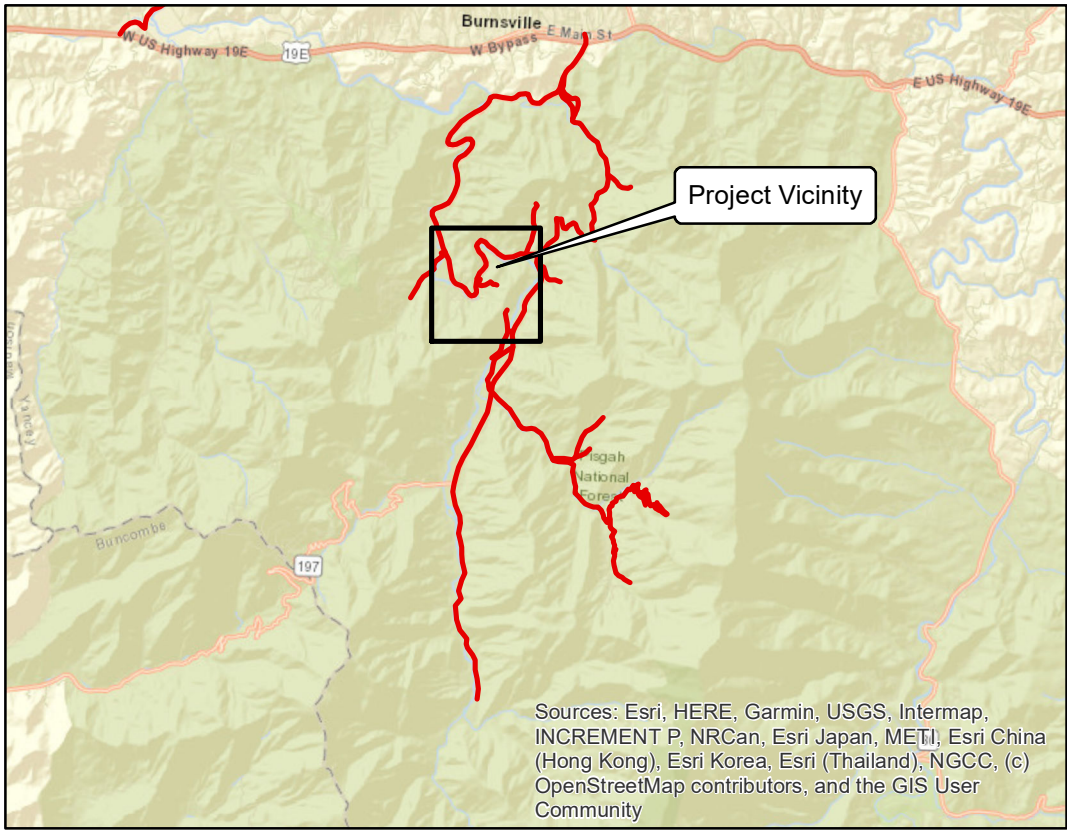 Burnsville
E Main St
W US Highway 19E
19E
W Bypass
E US Highway 19E
Project Vicinity
Yancey
Pisgah
National
Forest
Buncombe
197
Sources: Esri, HERE, Garmin, USGS, Intermap,
INCREMENT P, NRCan, Esri Japan, METI, Esri China
(Hong Kong), Esri Korea, Esri (Thailand), NGCC, (c)
OpenStreetMap contributors, and the GIS User
Community